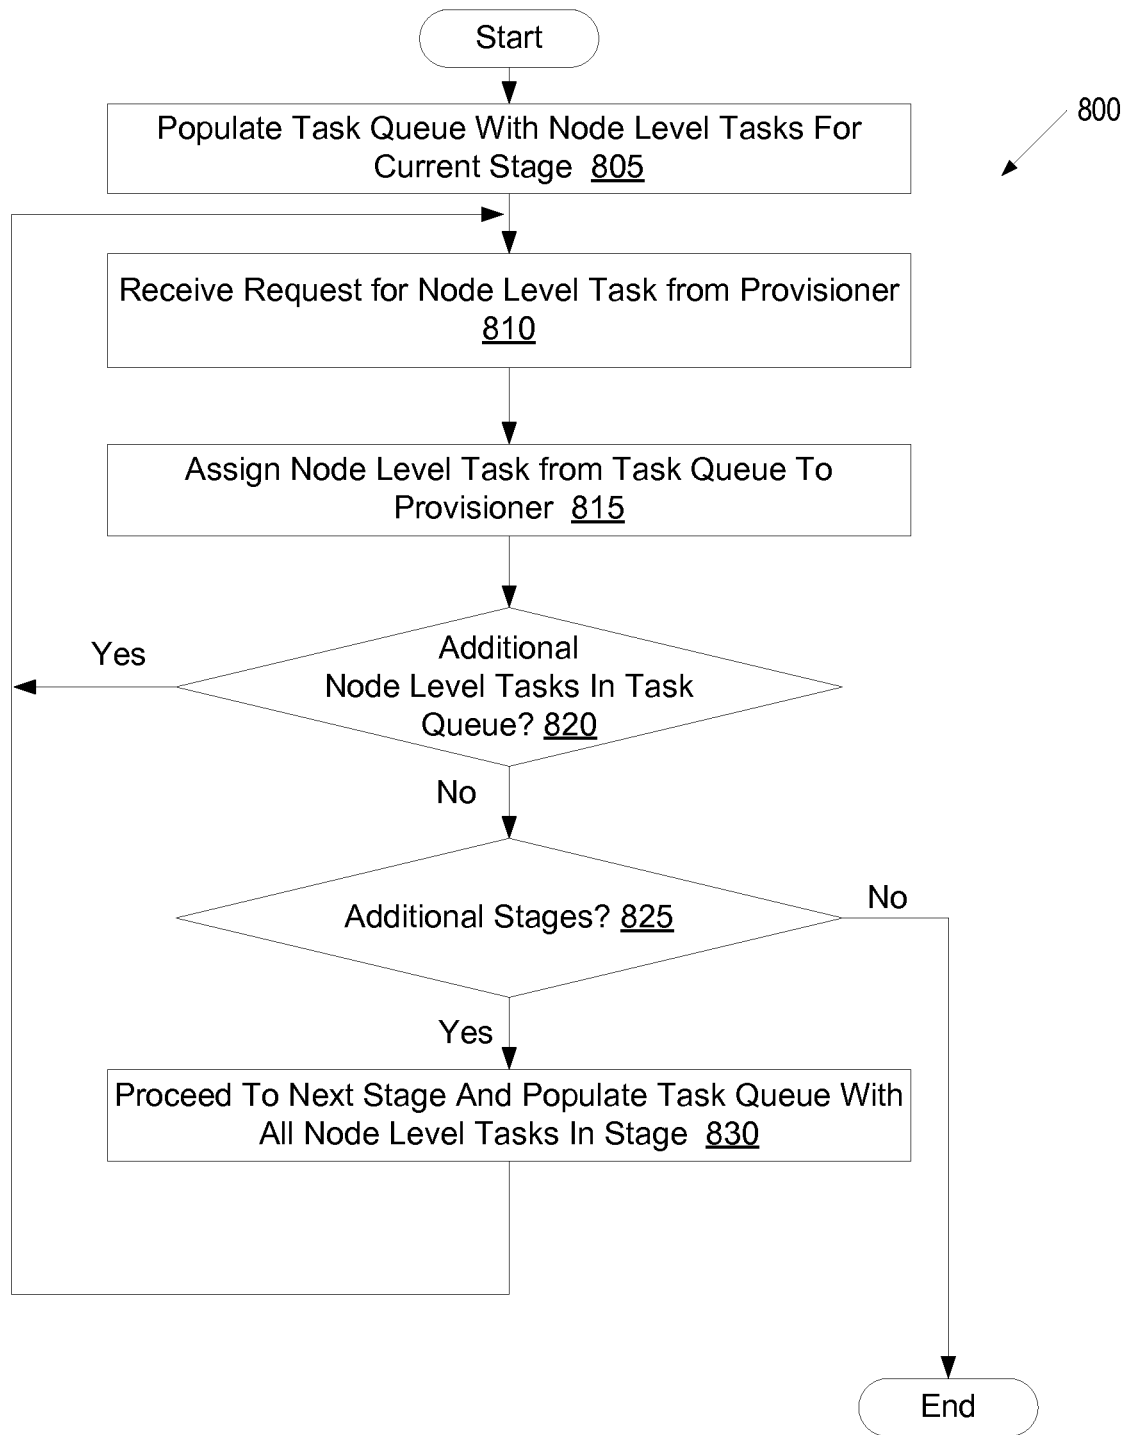 Start
800
Populate Task Queue With Node Level Tasks For
Current Stage 805
Receive Request for Node Level Task from Provisioner
810
Assign Node Level Task from Task Queue To
Provisioner 815
Yes
Additional
Node Level Tasks In Task
Queue? 820
No
Additional Stages? 825
No
Yes
Proceed To Next Stage And Populate Task Queue With
All Node Level Tasks In Stage 830
End